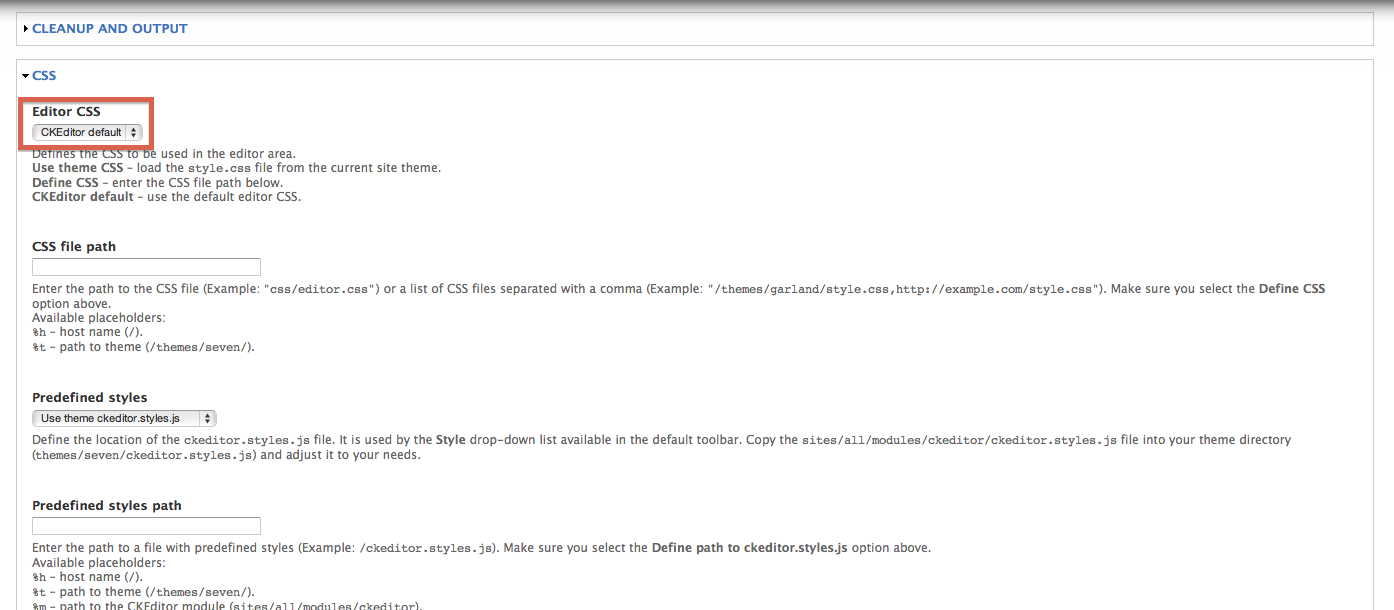 CLEANUP AND OUTPUT
CSS
Editor CSS
CKEditor default
Defines the CSS to be used in the editor area.
Use theme CSS – load the style.css file from the current site theme.
Define CSS – enter the CSS file path below.
CKEditor default – use the default editor CSS.
CSS file path
Enter the path to the CSS file (Example: "css/editor.css") or a list of CSS files separated with a comma (Example: "/themes/garland/style.css,http://example.com/style.css"). Make sure you select the Define CSS
option above.
Available placeholders:
%h – host name (/).
%t – path to theme (/themes/seven/).
Predefined styles
Use theme ckeditor.styles.js
Define the location of the ckeditor.styles.js file. It is used by the Style drop-down list available in the default toolbar. Copy the sites/all/modules/ckeditor/ckeditor.styles.js file into your theme directory
(themes/seven/ckeditor.styles.js) and adjust it to your needs.
Predefined styles path
Enter the path to a file with predefined styles (Example: /ckeditor.styles.js). Make sure you select the Define path to ckeditor.styles.js option above.
Available placeholders:
%h – host name (/).
%t – path to theme (/themes/seven/).
%m – path to the CKEditor module (sites/all/modules/ckeditor).